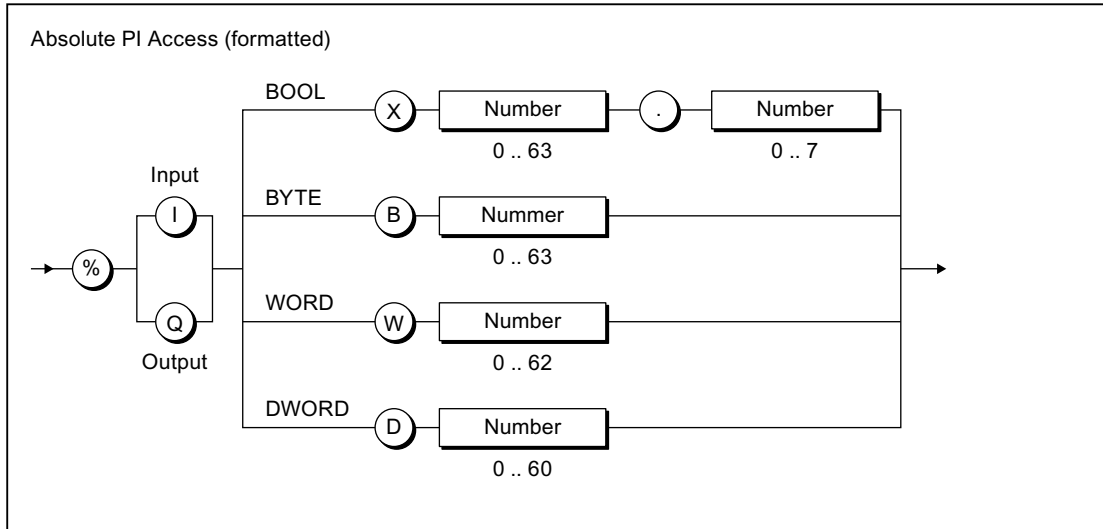 Absolute PI Access (formatted)
BOOL
X
Number
.
Number
0 .. 63
0 .. 7
Input
I
BYTE
B
Nummer
0 .. 63
%
Q
Output
WORD
W
Number
0 .. 62
DWORD
D
Number
0 .. 60